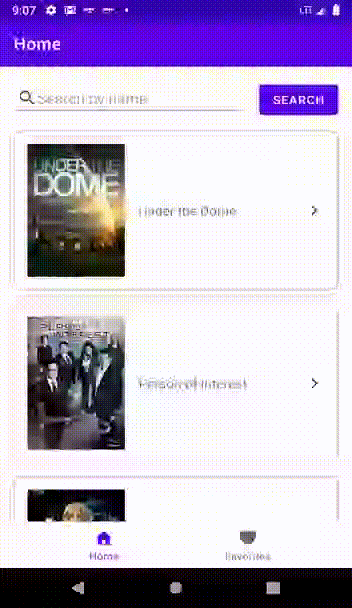 9:07
LTE
Home
Search by name
SEARCH
UNDER THE
DOME
Under the Dome
PERSON OF
INTEREST
Person of Interest
Home
Favorites